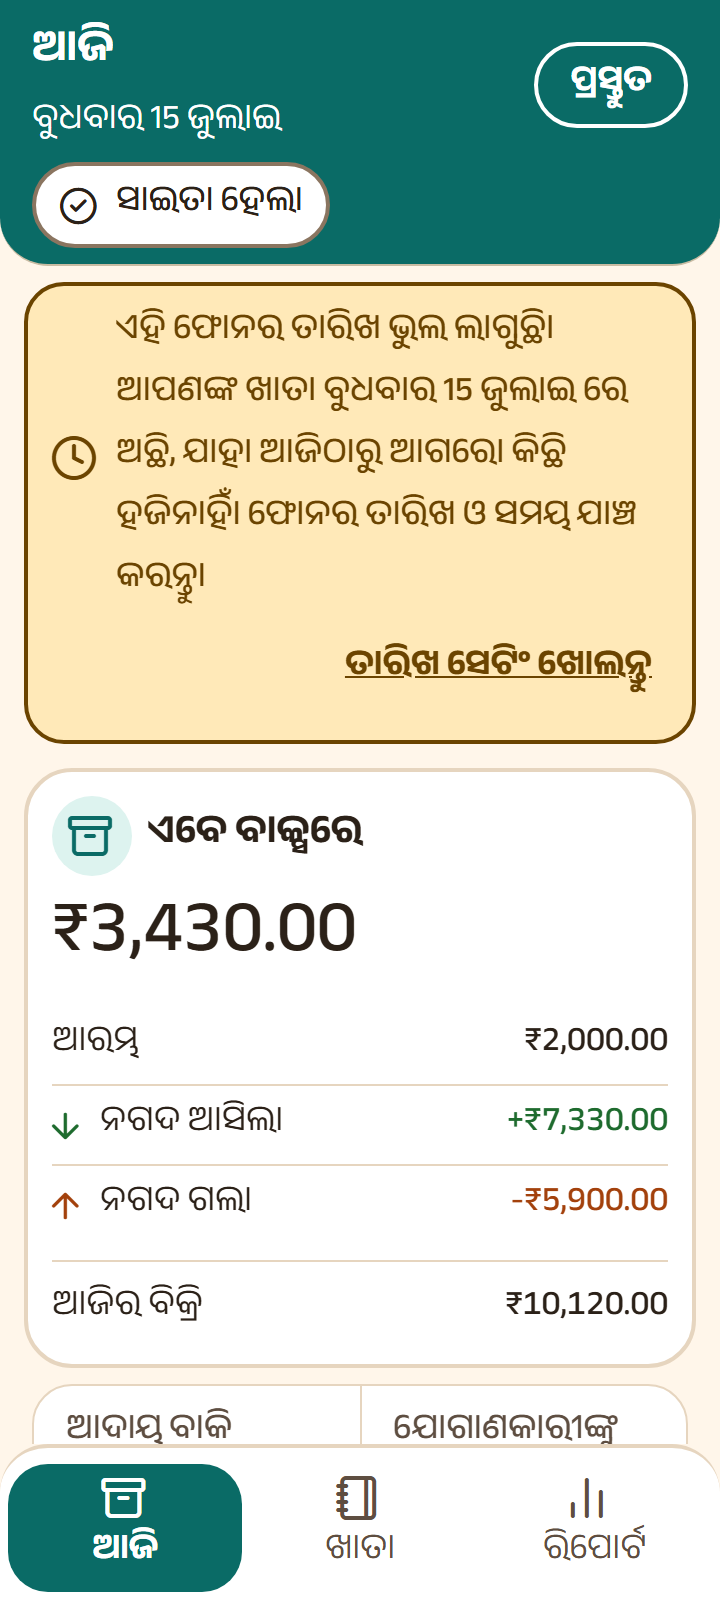 ଆଜି
ବୁଧବାର 15 ଜୁଲାଇ
ପ୍ରସ୍ତୁତ
ସାଇତା ହେଲା
ଏହି ଫୋନର ତାରିଖ ଭୁଲ ଲାଗୁଛି।
ଆପଣଙ୍କ ଖାତା ବୁଧବାର 15 ଜୁଲାଇ ରେ
ଅଛି, ଯାହା ଆଜିଠାରୁ ଆଗରେ। କିଛି
ହଜିନାହିଁ। ଫୋନର ତାରିଖ ଓ ସମୟ ଯାଞ୍ଚ
କରନ୍ତୁ।
ତାରିଖ ସେଟିଂ ଖୋଲନ୍ତୁ
ଏବେ ବାକ୍ସରେ
₹3,430.00
ଆରମ୍ଭ ₹2,000.00
ନଗଦ ଆସିଲା +₹7,330.00
ନଗଦ ଗଲା -₹5,900.00
ଆଜିର ବିକ୍ରି ₹10,120.00
ଆଦାୟ ବାକି ଯୋଗାଣକାରୀଙ୍କୁ
ଆଜି ଖାତା ରିପୋର୍ଟ